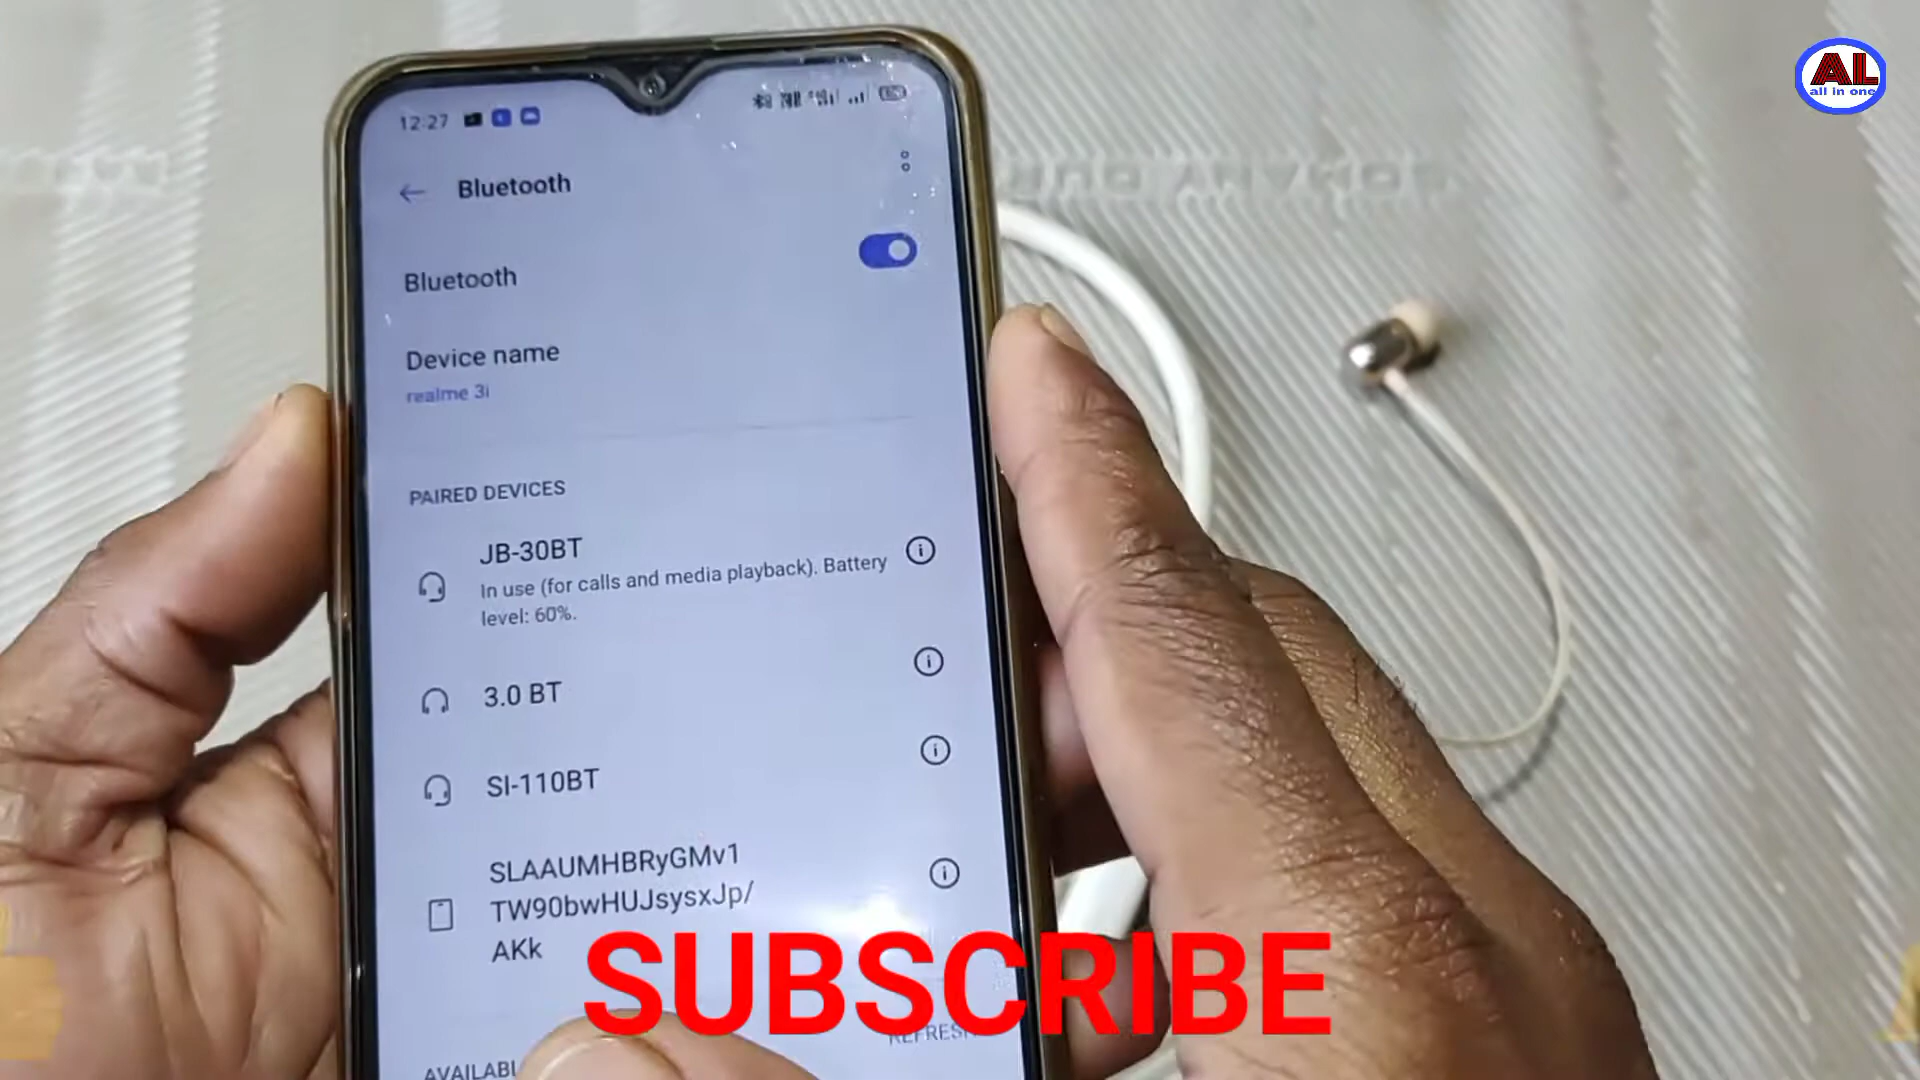 AL
all in one
12:27
Bluetooth
Bluetooth
Device name
realme 3i
PAIRED DEVICES
JB-30BT
In use (for calls and media playback). Battery
level: 60%.
3.0 BT
SI-110BT
SLAAUMHBRyGMv1
TW90bwHUJsysxJp/
AKk
SUBSCRIBE